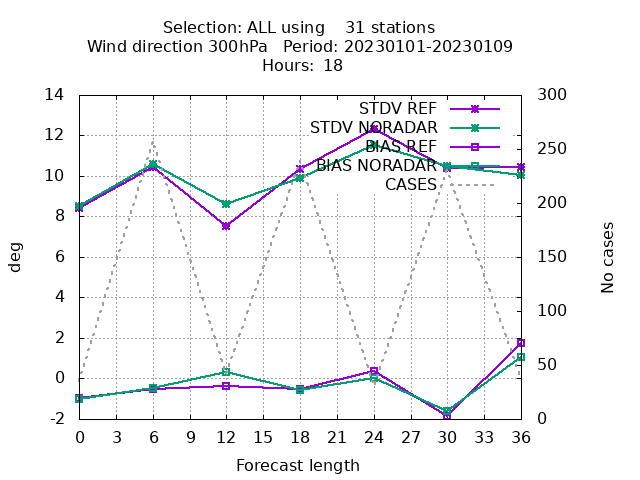 Selection: ALL using    31 stations
Wind direction 300hPa   Period: 20230101-20230109
Hours: 18
STDV REF
STDV NORADAR
BIAS REF
BIAS NORADAR
CASES
14
12
10
8
6
4
2
0
-2
deg
300
250
200
150
100
50
0
No cases
0 3 6 9 12 15 18 21 24 27 30 33 36
Forecast length